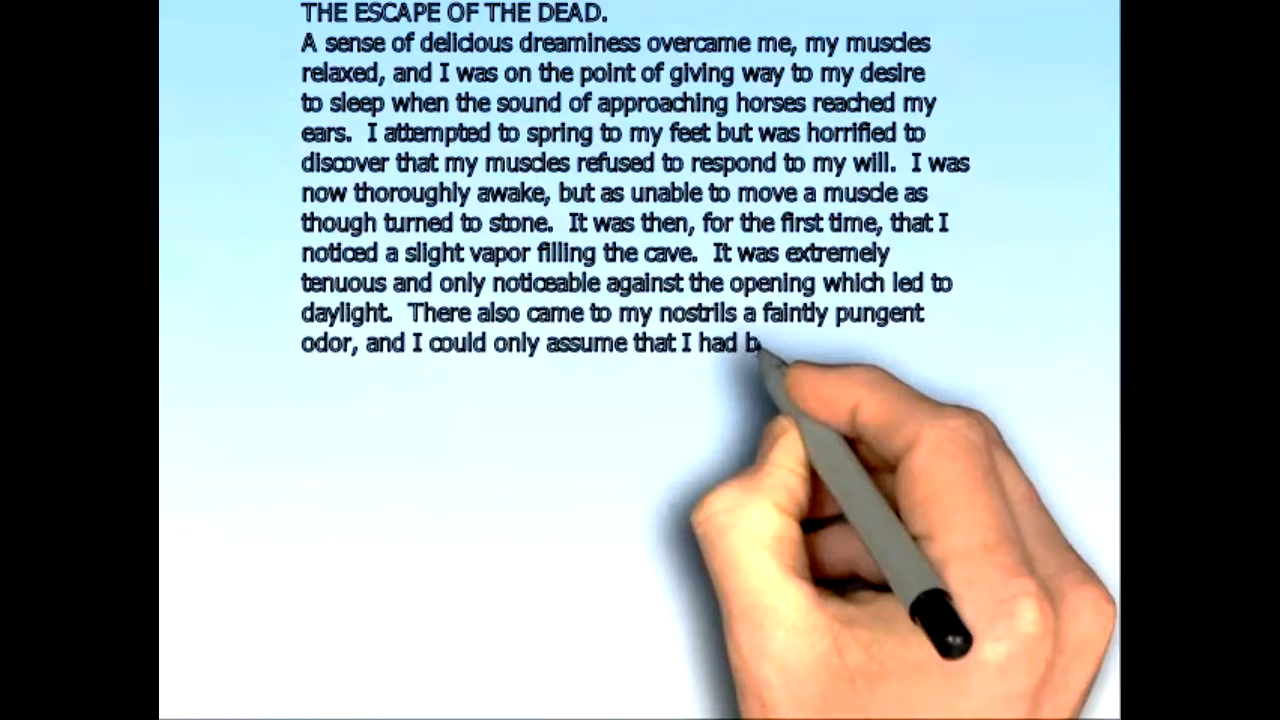 THE ESCAPE OF THE DEAD.
A sense of delicious dreaminess overcame me, my muscles
relaxed, and I was on the point of giving way to my desire
to sleep when the sound of approaching horses reached my
ears.  I attempted to spring to my feet but was horrified to
discover that my muscles refused to respond to my will.  I was
now thoroughly awake, but as unable to move a muscle as
though turned to stone.  It was then, for the first time, that I
noticed a slight vapor filling the cave.  It was extremely
tenuous and only noticeable against the opening which led to
daylight.  There also came to my nostrils a faintly pungent
odor, and I could only assume that I had b